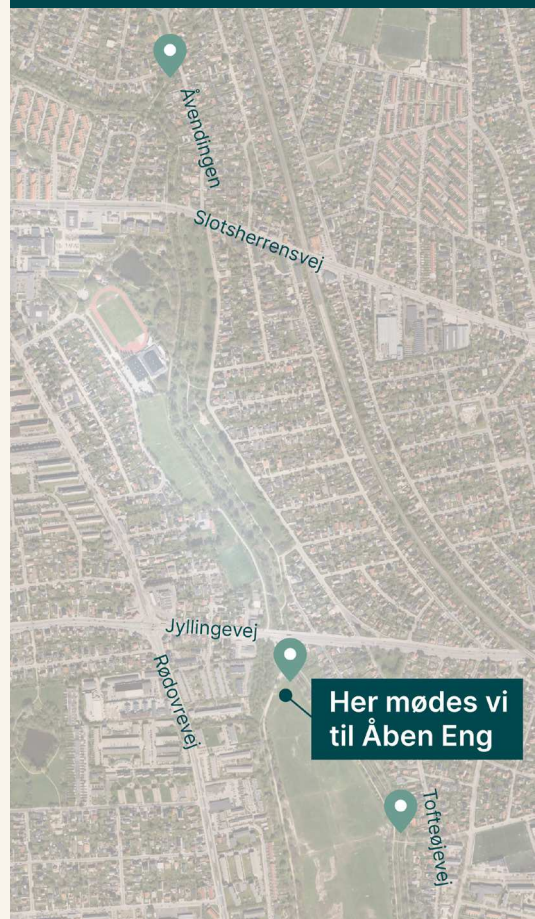 Åvendingen
Slotsherrensvej
Jyllingevej
Rødovrevej
Her mødes vi
til Åben Eng
Tofteøjevej